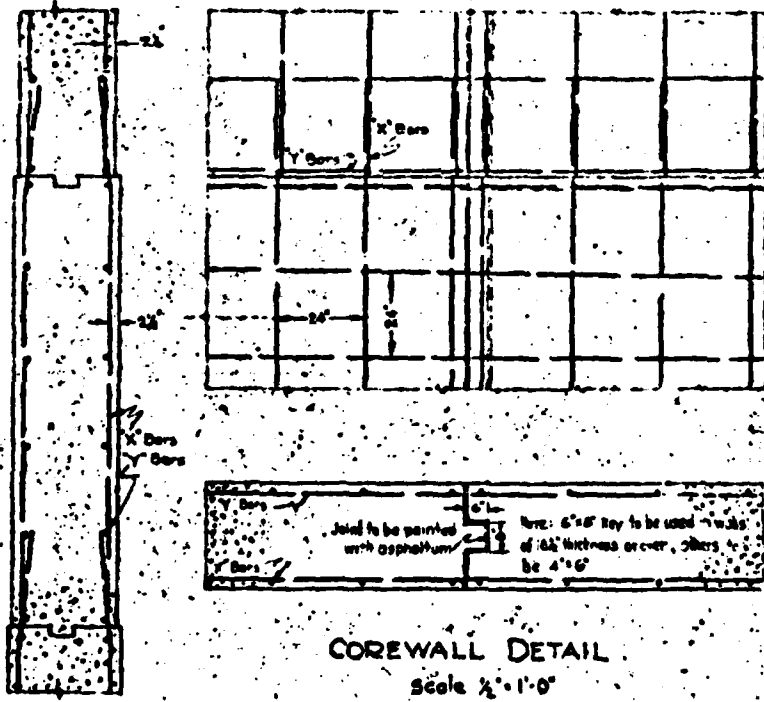 2½"
"X" Bars
"Y" Bars
2½"
24"
24"
"X" Bars
"Y" Bars
"Y" Bars
6"
Joint to be painted
with asphaltum
Note: 6"x8" Key to be used in walls
of thickness or over, others to
be 4"x6"
Bars
COREWALL DETAIL
Scale ½" = 1'-0"